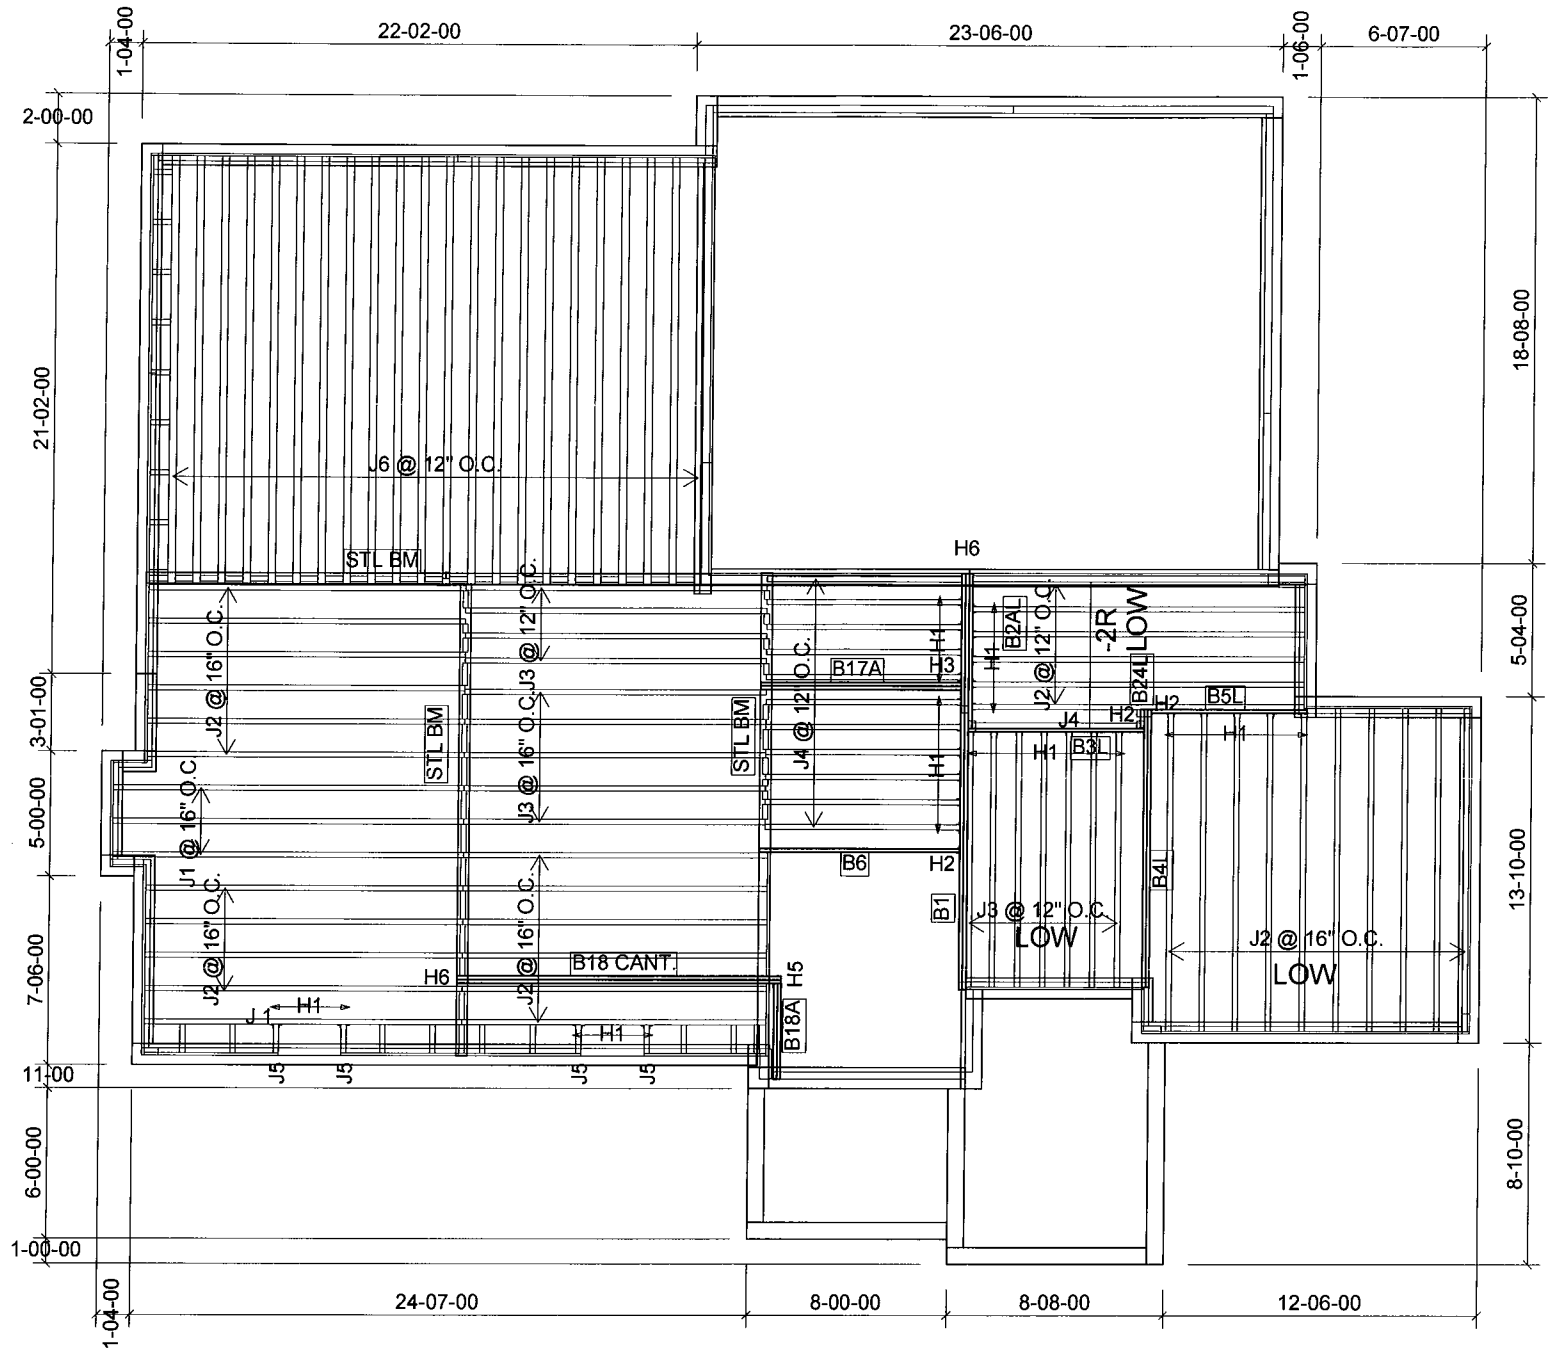 1-04-00
22-02-00
23-06-00
1-06-00
6-07-00
2-00-00
21-02-00
18-08-00
J6 @ 12" O.C.
STL BM
H6
J2 @ 16" O.C.
J3 @ 12" O.C.
J4 @ 12" O.C.
H1
H1
B2AL
J2 @ 12" O.C.
-2R
LOW
5-04-00
B17A
H3
B24L
3-01-00
STL BM
J3 @ 16" O.C.
STL BM
H1
J4
H2
H2
B5L
H1
H1
B3L
5-00-00
J1 @ 16" O.C.
B6
H2
B4L
13-10-00
J2 @ 16" O.C.
J2 @ 16" O.C.
B1
J3 @ 12" O.C.
LOW
J2 @ 16" O.C.
LOW
7-06-00
H6
B18 CANT.
H5
H1
J 1
H1
B18A
11-00
J5
J5
J5
J5
6-00-00
8-10-00
1-00-00
1-04-00
24-07-00
8-00-00
8-08-00
12-06-00